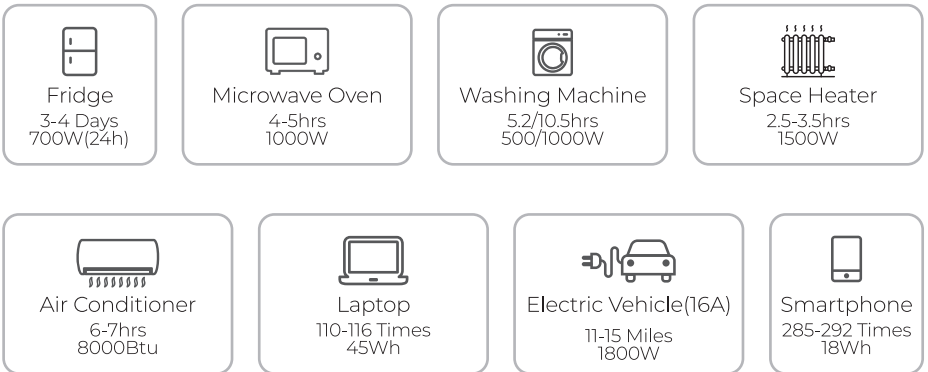 Fridge
3-4 Days
700W(24h)
Microwave Oven
4-5hrs
1000W
Washing Machine
5.2/10.5hrs
500/1000W
Space Heater
2.5-3.5hrs
1500W
Air Conditioner
6-7hrs
8000Btu
Laptop
110-116 Times
45Wh
Electric Vehicle(16A)
11-15 Miles
1800W
Smartphone
285-292 Times
18Wh